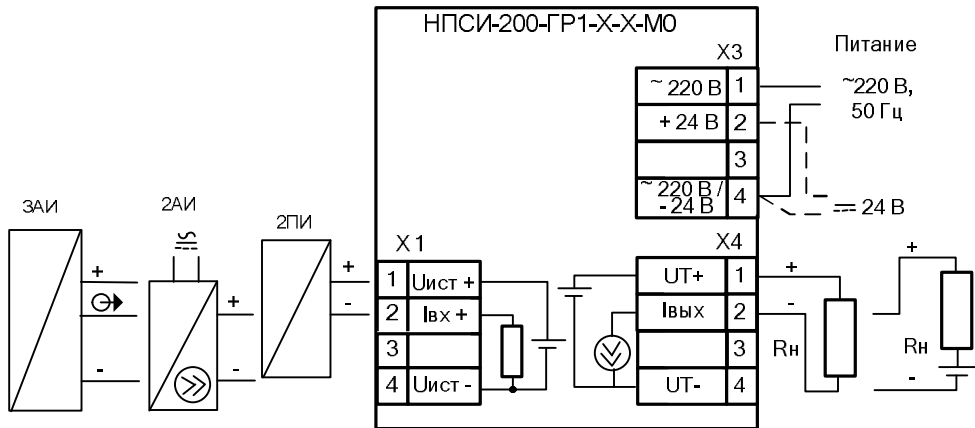 НПСИ-200-ГР1-Х-Х-М0
Х3
Питание
~ 220 В
1
~220 В,
50 Гц
+ 24 В
2
3
~ 220 В /
- 24 В
4
24 В
ЗАИ
2АИ
2ПИ
+
-
+
-
+
-
Х1
1
Uист +
2
Iвх +
3
4
Uист -
Х4
UT+
1
Iвых
2
3
UT-
4
+
-
Rн
+
-
Rн